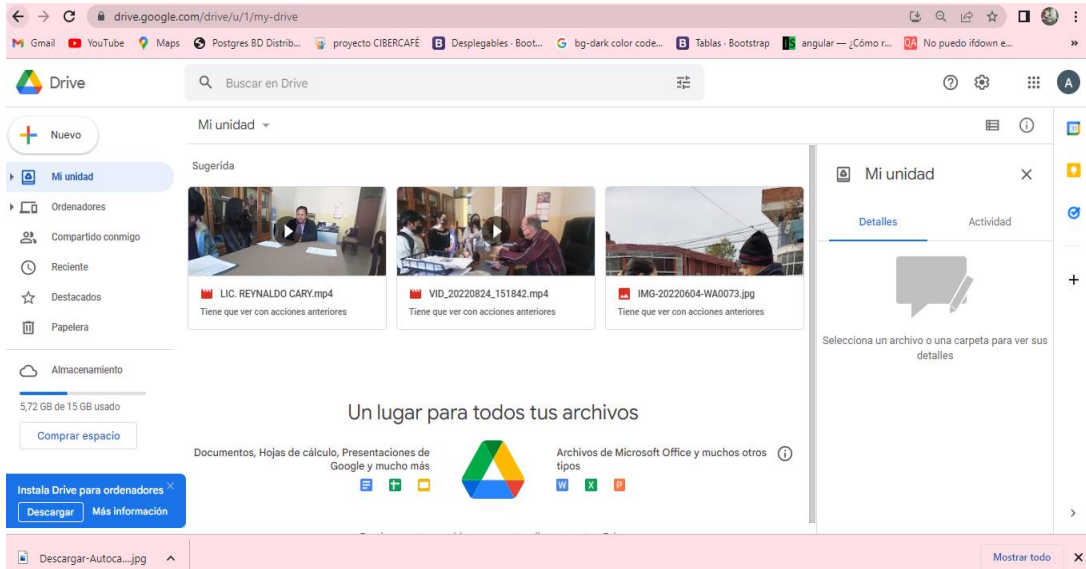 drive.google.com/drive/u/1/my-drive
Gmail YouTube Maps Postgres BD Distrib... proyecto CIBERCAFÉ Desplegables · Boot... bg-dark color code... Tablas · Bootstrap angular — ¿Cómo r... No puedo ifdown e... »
Drive
Buscar en Drive
A
Nuevo
Mi unidad
Ordenadores
Compartido conmigo
Reciente
Destacados
Papelera
Almacenamiento
5,72 GB de 15 GB usado
Comprar espacio
Instala Drive para ordenadores
Descargar Más información
Mi unidad
Sugerida
LIC. REYNALDO CARY.mp4
Tiene que ver con acciones anteriores
VID_20220824_151842.mp4
Tiene que ver con acciones anteriores
IMG-20220604-WA0073.jpg
Tiene que ver con acciones anteriores
Un lugar para todos tus archivos
Documentos, Hojas de cálculo, Presentaciones de
Google y mucho más
Archivos de Microsoft Office y muchos otros
tipos
W X P
Mi unidad
Detalles Actividad
Selecciona un archivo o una carpeta para ver sus
detalles
Descargar-Autoca....jpg
Mostrar todo